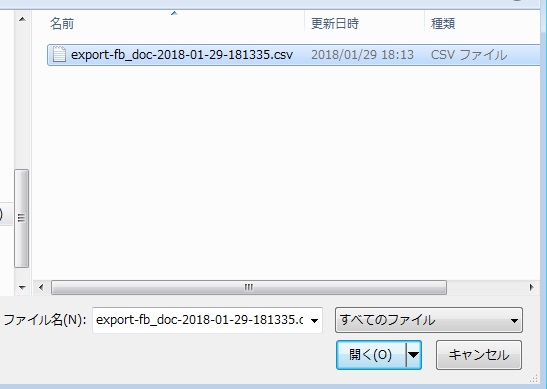 名前 更新日時 種類
export-fb_doc-2018-01-29-181335.csv 2018/01/29 18:13 CSV ファイル
)
ファイル名(N): export-fb_doc-2018-01-29-181335.c すべてのファイル
開く(O) キャンセル